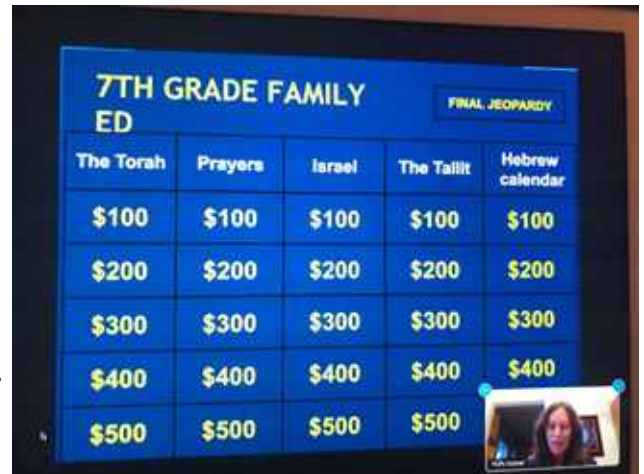 7TH GRADE FAMILY
ED
FINAL JEOPARDY
The Torah Prayers Israel The Tallit Hebrew
calendar
$100 $100 $100 $100 $100
$200 $200 $200 $200 $200
$300 $300 $300 $300 $300
$400 $400 $400 $400 $400
$500 $500 $500 $500